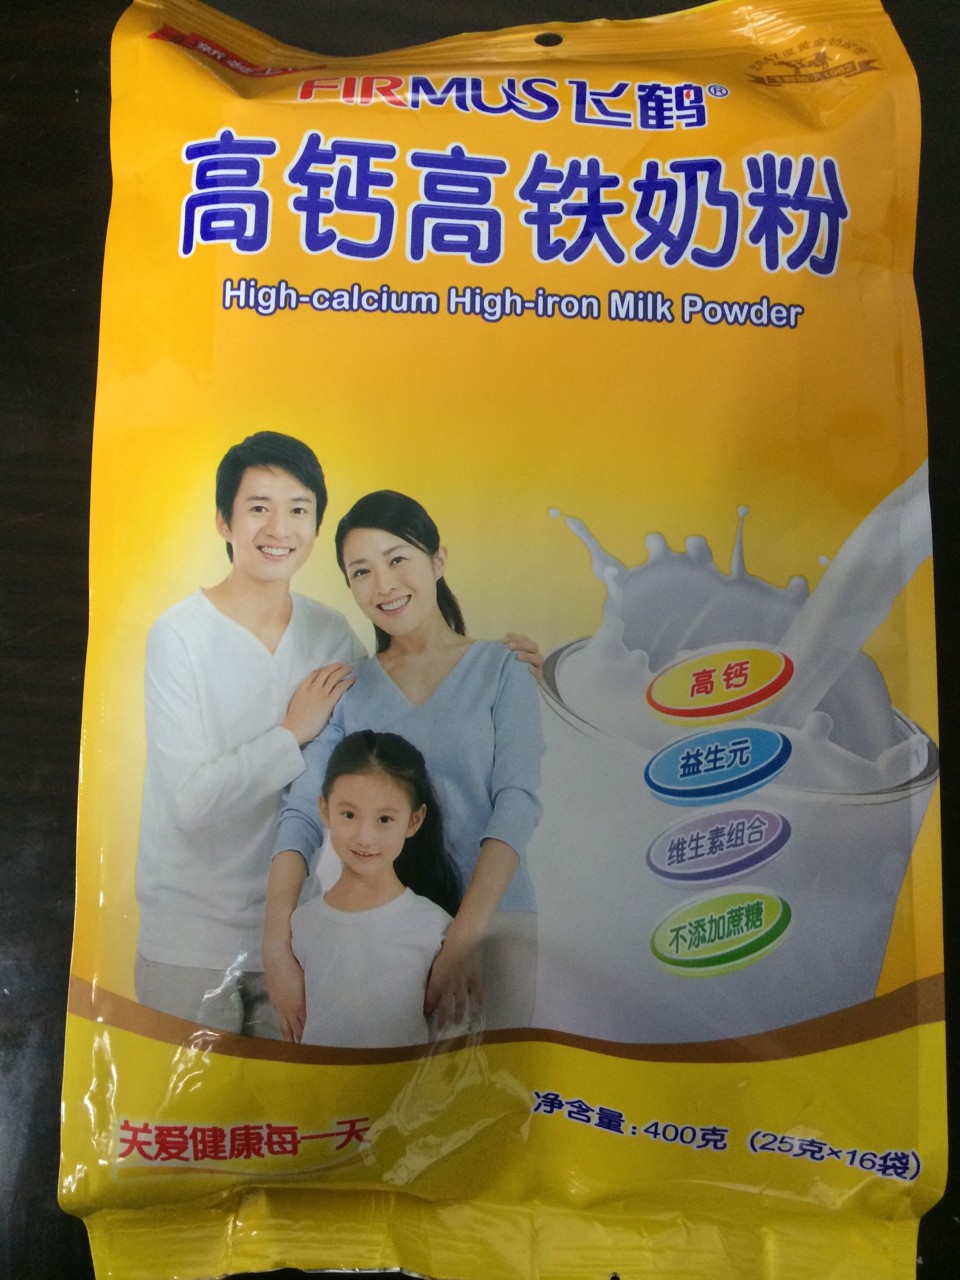 FIRMUS飞鹤®
高钙高铁奶粉
High-calcium High-iron Milk Powder
高钙
益生元
维生素组合
不添加蔗糖
关爱健康每一天
净含量:400克 (25克×16袋)